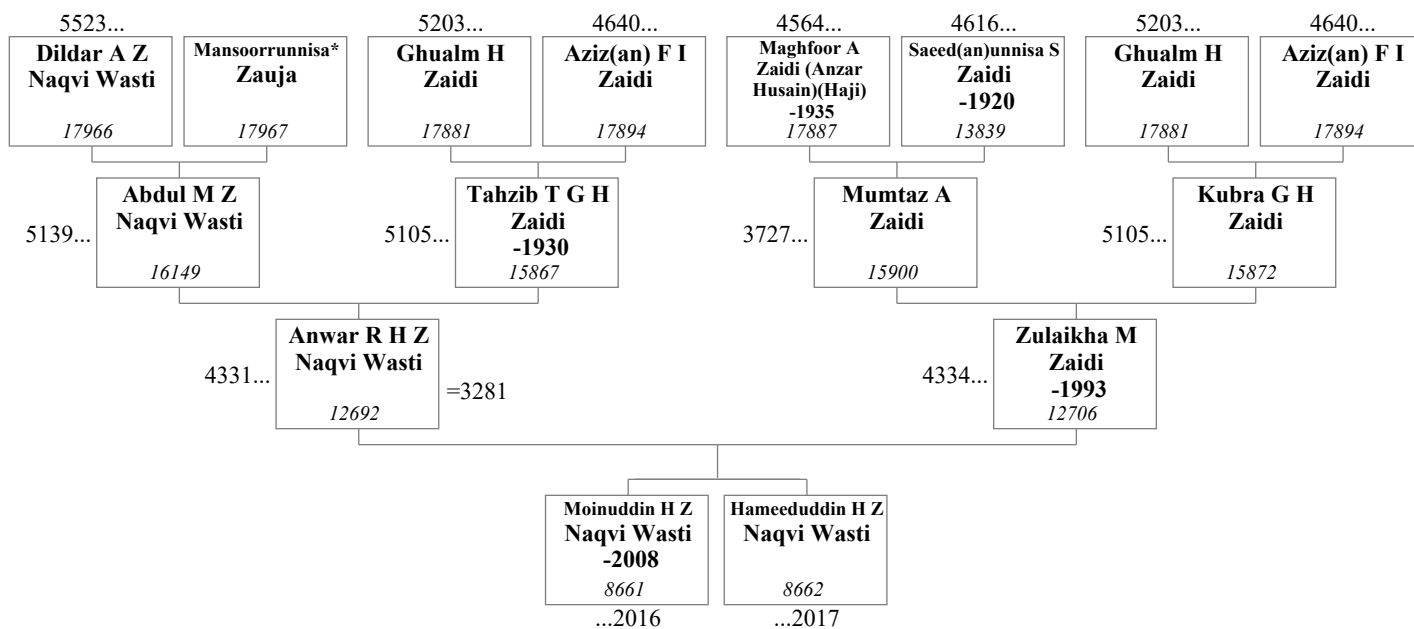 5523...
5203...
4640...
4564...
4616...
5203...
4640...
Dildar A Z
Naqvi Wasti
17966
Mansoorrunnisa*
Zauja
17967
Ghualm H
Zaidi
17881
Aziz(an) F I
Zaidi
17894
Maghfoor A
Zaidi (Anzar
Husain)(Haji)
-1935
17887
Saeed(an)unnisa S
Zaidi
-1920
13839
Ghualm H
Zaidi
17881
Aziz(an) F I
Zaidi
17894
5139...
Abdul M Z
Naqvi Wasti
16149
5105...
Tahzib T G H
Zaidi
-1930
15867
3727...
Mumtaz A
Zaidi
15900
5105...
Kubra G H
Zaidi
15872
4331...
Anwar R H Z
Naqvi Wasti
12692
=3281
4334...
Zulaikha M
Zaidi
-1993
12706
Moinuddin H Z
Naqvi Wasti
-2008
8661
...2016
Hameeduddin H Z
Naqvi Wasti
8662
...2017